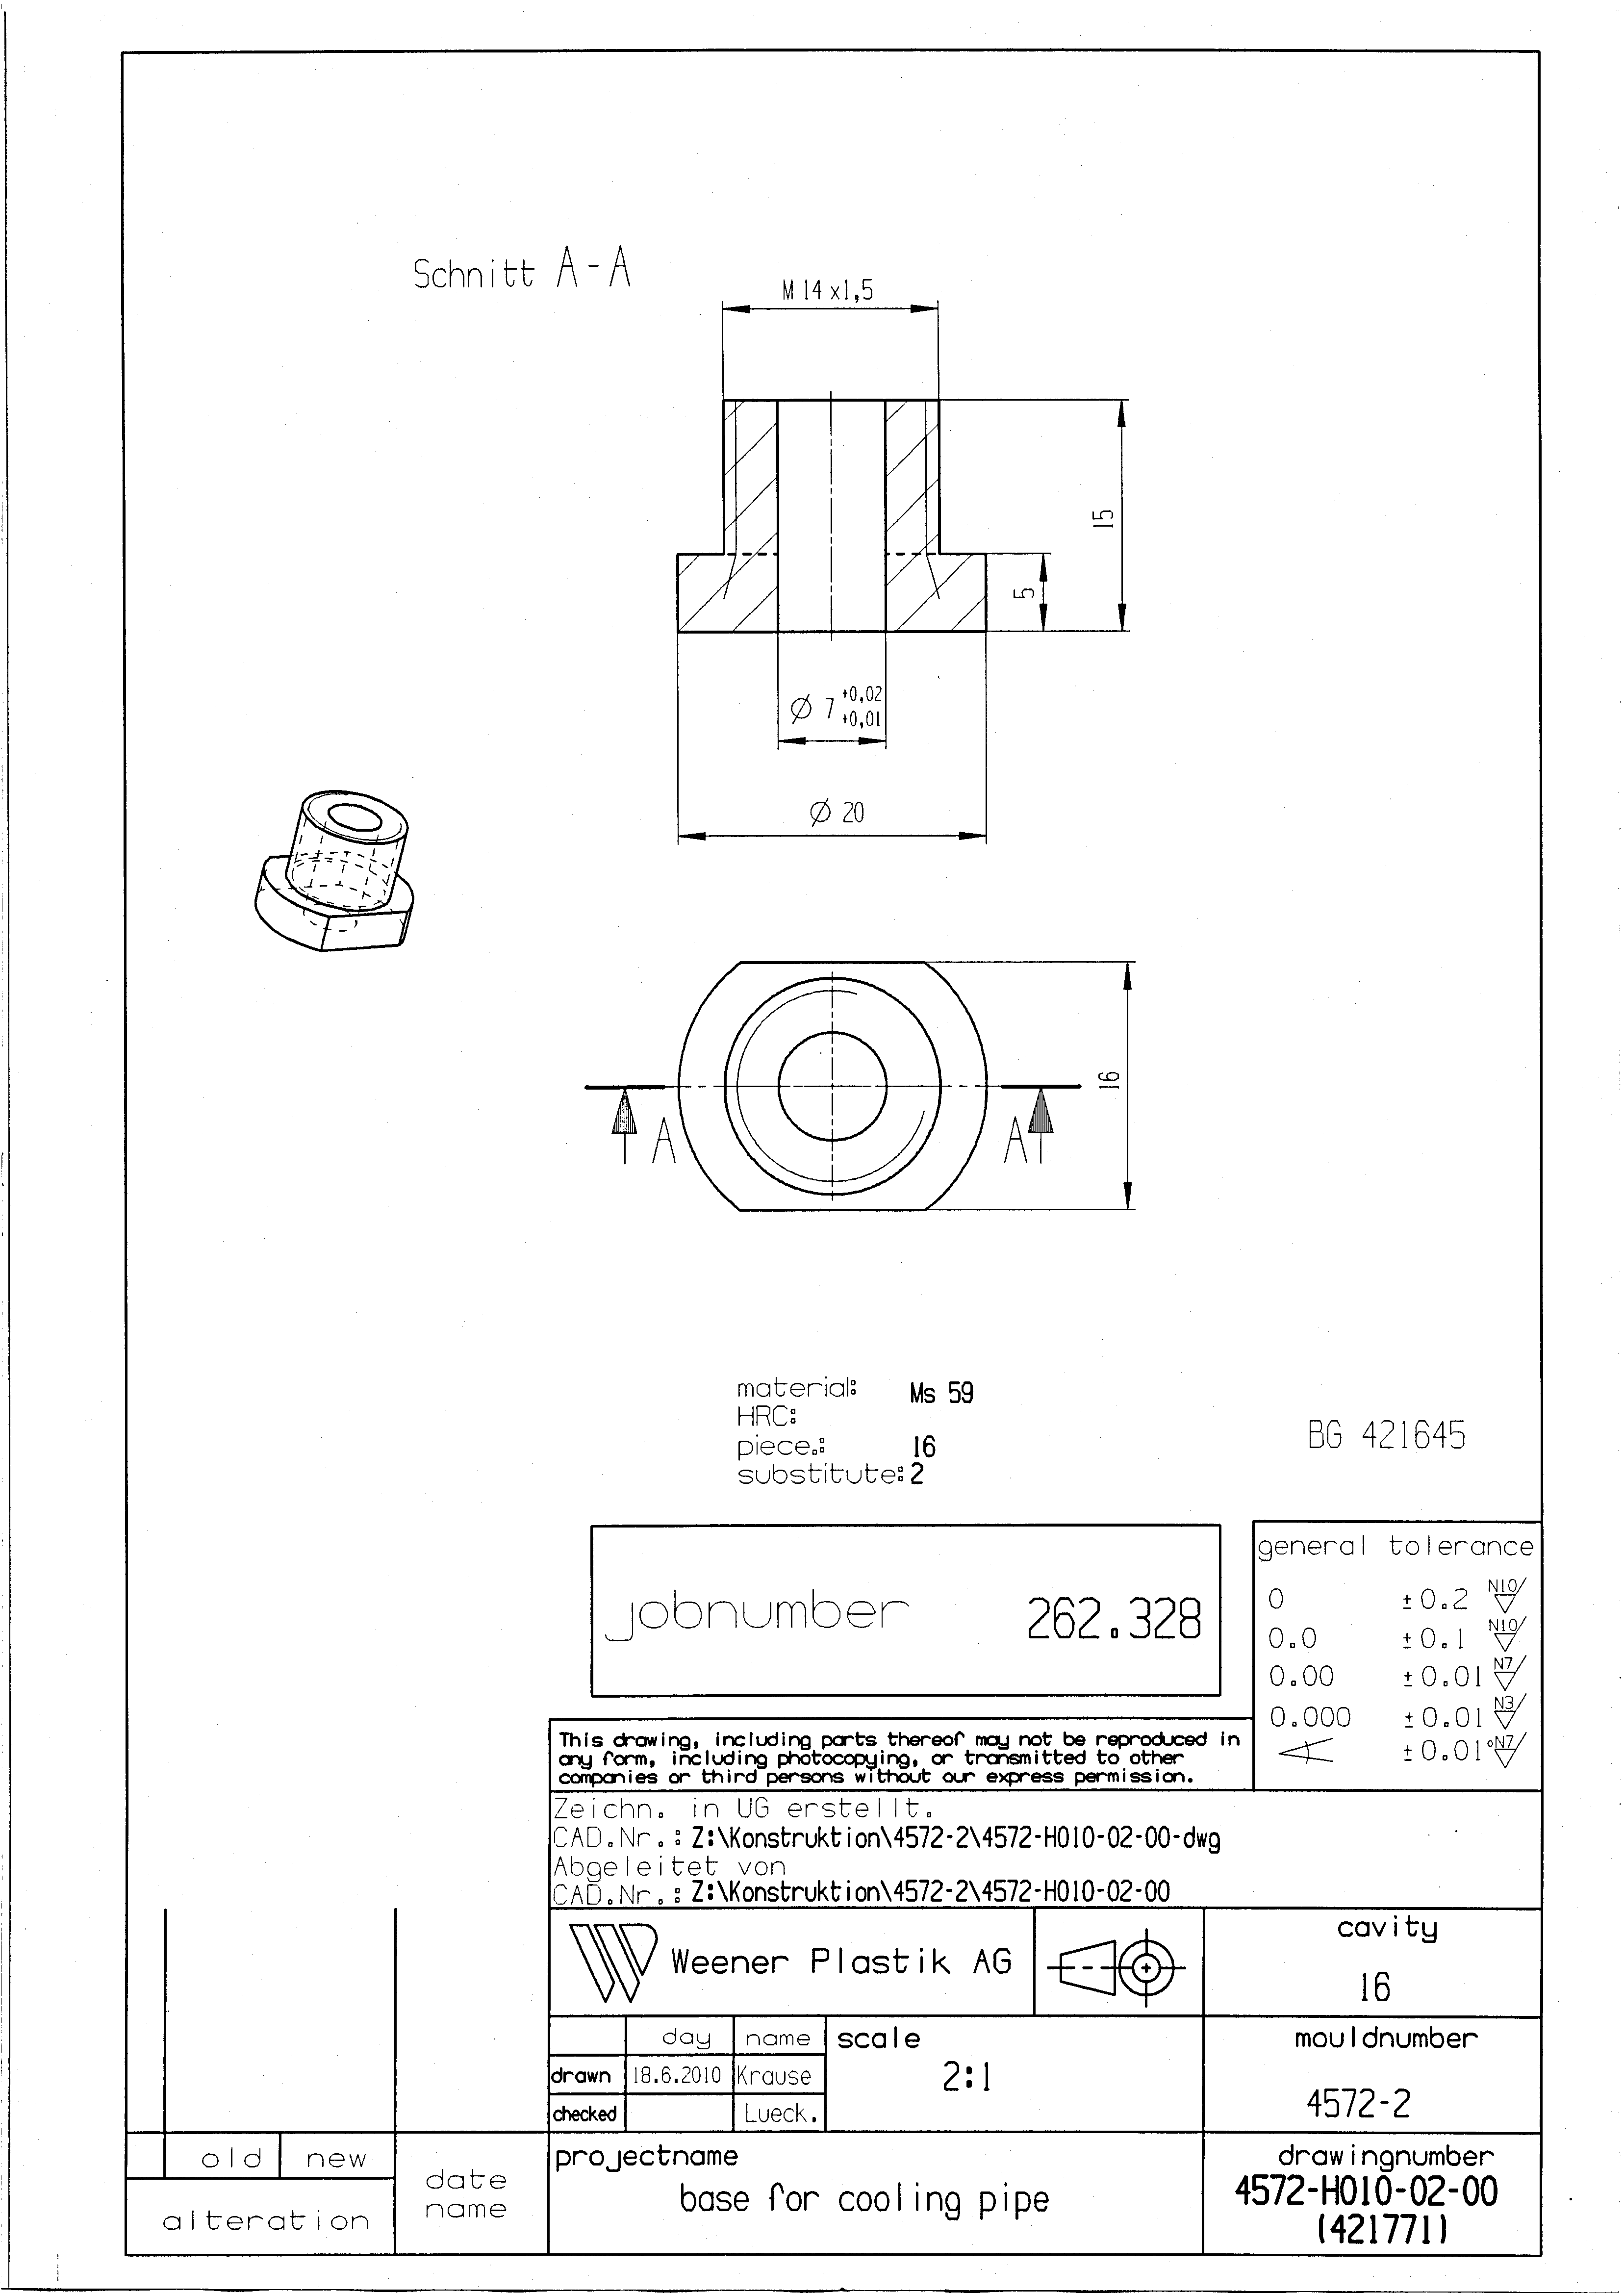 Schnitt A-A
M 14 x1,5
15
5
Ø 7 +0,02
+0,01
Ø 20
16
A
A
material: Ms 59
HRC:
piece.: 16
substitute: 2
BG 421645
jobnumber 262.328
general tolerance
0 ±0.2 N10
0.0 ±0.1 N10
0.00 ±0.01 N7
0.000 ±0.01 N3
±0.01° N7
This drawing, including parts thereof may not be reproduced in
any form, including photocopying, or transmitted to other
companies or third persons without our express permission.
Zeichn. in UG erstellt.
CAD.Nr.: Z:\Konstruktion\4572-2\4572-H010-02-00-dwg
Abgeleitet von
CAD.Nr.: Z:\Konstruktion\4572-2\4572-H010-02-00
Weener Plastik AG
cavity
16
day name
drawn 18.6.2010 Krause
checked Lueck.
scale
2:1
mouldnumber
4572-2
old new
alteration
date
name
projectname
base for cooling pipe
drawingnumber
4572-H010-02-00
(421771)